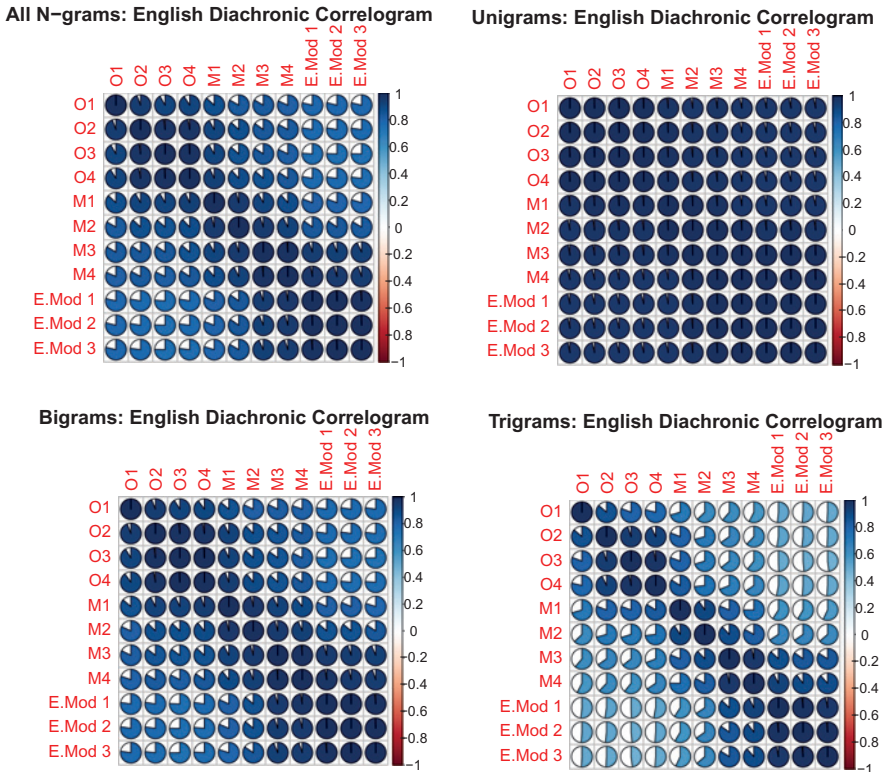 All N-grams: English Diachronic Correlogram
O1 O2 O3 O4 M1 M2 M3 M4 E.Mod 1 E.Mod 2 E.Mod 3
O1
O2
O3
O4
M1
M2
M3
M4
E.Mod 1
E.Mod 2
E.Mod 3
1
0.8
0.6
0.4
0.2
0
−0.2
−0.4
−0.6
−0.8
−1
Unigrams: English Diachronic Correlogram
O1 O2 O3 O4 M1 M2 M3 M4 E.Mod 1 E.Mod 2 E.Mod 3
O1
O2
O3
O4
M1
M2
M3
M4
E.Mod 1
E.Mod 2
E.Mod 3
1
0.8
0.6
0.4
0.2
0
−0.2
−0.4
−0.6
−0.8
−1
Bigrams: English Diachronic Correlogram
O1 O2 O3 O4 M1 M2 M3 M4 E.Mod 1 E.Mod 2 E.Mod 3
O1
O2
O3
O4
M1
M2
M3
M4
E.Mod 1
E.Mod 2
E.Mod 3
1
0.8
0.6
0.4
0.2
0
−0.2
−0.4
−0.6
−0.8
−1
Trigrams: English Diachronic Correlogram
O1 O2 O3 O4 M1 M2 M3 M4 E.Mod 1 E.Mod 2 E.Mod 3
O1
O2
O3
O4
M1
M2
M3
M4
E.Mod 1
E.Mod 2
E.Mod 3
1
0.8
0.6
0.4
0.2
0
−0.2
−0.4
−0.6
−0.8
−1